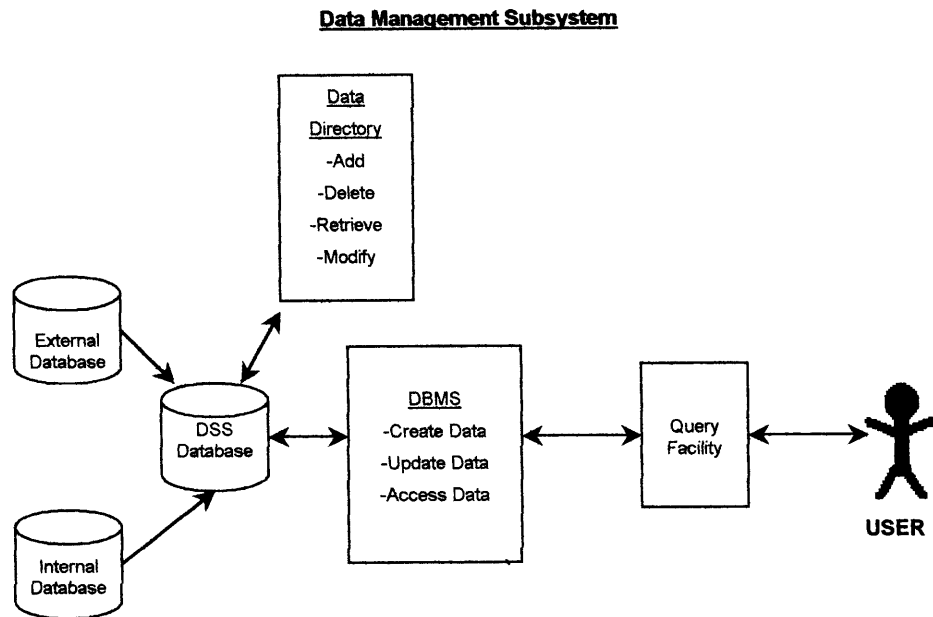 Data Management Subsystem
Data
Directory
-Add
-Delete
-Retrieve
-Modify
External
Database
DSS
Database
Internal
Database
DBMS
-Create Data
-Update Data
-Access Data
Query
Facility
USER